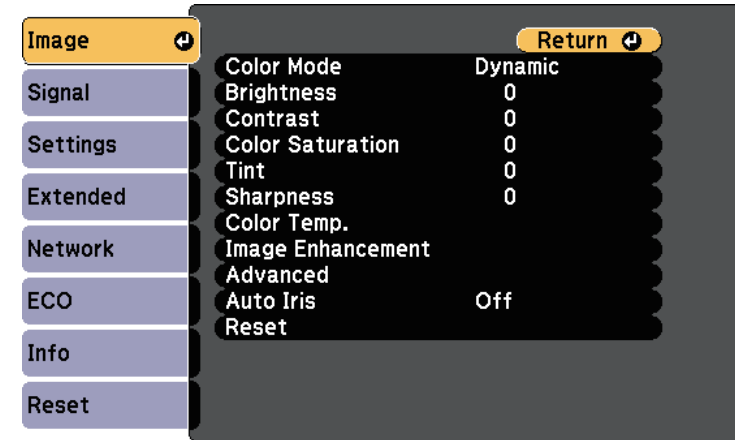 Image
Signal
Settings
Extended
Network
ECO
Info
Reset
Return
Color Mode Dynamic
Brightness 0
Contrast 0
Color Saturation 0
Tint 0
Sharpness 0
Color Temp.
Image Enhancement
Advanced
Auto Iris Off
Reset